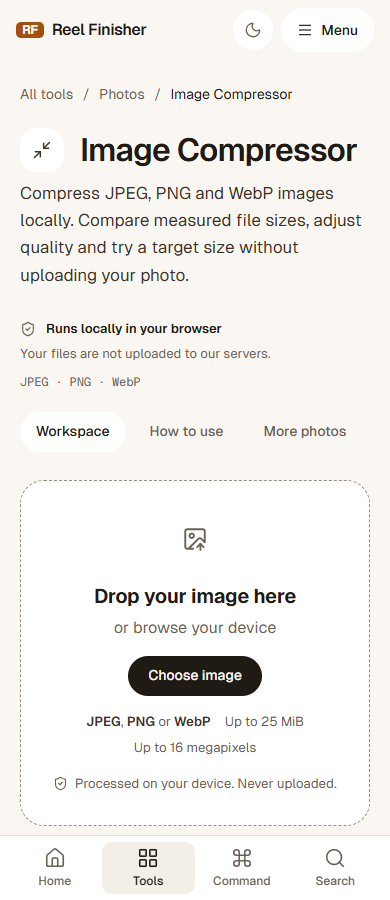 RF Reel Finisher
Menu
All tools / Photos / Image Compressor
Image Compressor
Compress JPEG, PNG and WebP images
locally. Compare measured file sizes, adjust
quality and try a target size without
uploading your photo.
Runs locally in your browser
Your files are not uploaded to our servers.
JPEG · PNG · WebP
Workspace How to use More photos
Drop your image here
or browse your device
Choose image
JPEG, PNG or WebP Up to 25 MiB
Up to 16 megapixels
Processed on your device. Never uploaded.
Home Tools Command Search